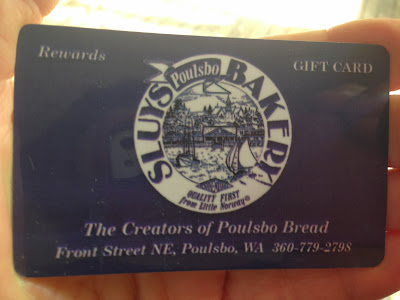 Rewards
GIFT CARD
SLUYS Poulsbo BAKERY
QUALITY FIRST
from Little Norway®
The Creators of Poulsbo Bread
Front Street NE, Poulsbo, WA 360-779-2798